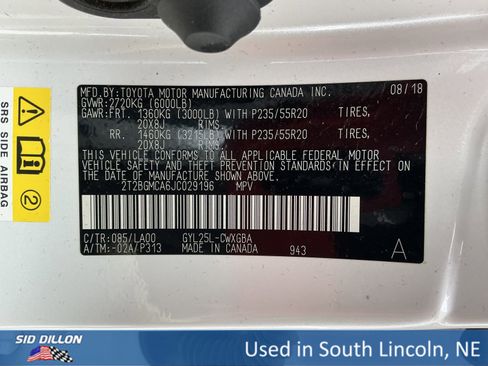 MFD.BY:TOYOTA MOTOR MANUFACTURING CANADA INC. 08/18
GVWR:2720KG (6000LB)
GAWR:FRT. 1360KG (3000LB) WITH P235/55R20 TIRES,
20X8J RIMS,
RR. 1460KG (3215LB) WITH P235/55R20 TIRES,
20X8J RIMS,
THIS VEHICLE CONFORMS TO ALL APPLICABLE FEDERAL MOTOR
VEHICLE SAFETY AND THEFT PREVENTION STANDARDS IN EFFECT ON
THE DATE OF MANUFACTURE SHOWN ABOVE.
2T2BGMCA6JC029196 MPV
C/TR:085/LA00 GYL25L-CWXGBA
A/TM:-02A/P313 MADE IN CANADA 943 A
SRS SIDE AIRBAG
2
SID DILLON
Used in South Lincoln, NE